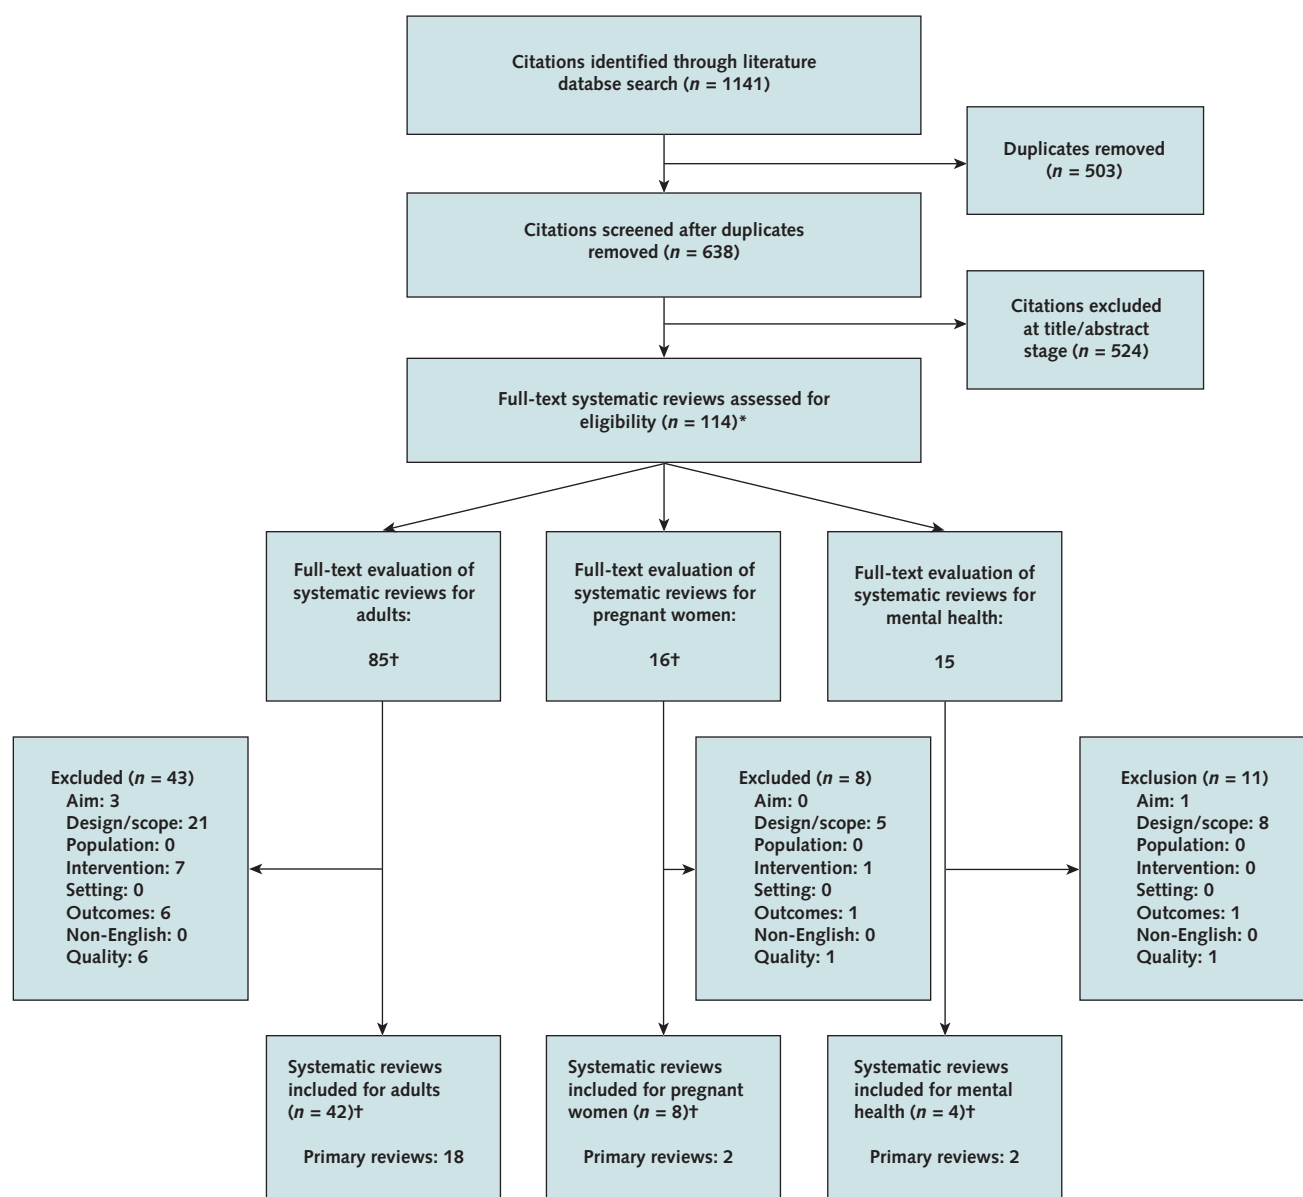 Citations identified through literature
databse search (n = 1141)
Duplicates removed
(n = 503)
Citations screened after duplicates
removed (n = 638)
Citations excluded
at title/abstract
stage (n = 524)
Full-text systematic reviews assessed for
eligibility (n = 114)*
Full-text evaluation of
systematic reviews for
adults:
85†
Full-text evaluation of
systematic reviews for
pregnant women:
16†
Full-text evaluation of
systematic reviews for
mental health:
15
Excluded (n = 43)
Aim: 3
Design/scope: 21
Population: 0
Intervention: 7
Setting: 0
Outcomes: 6
Non-English: 0
Quality: 6
Excluded (n = 8)
Aim: 0
Design/scope: 5
Population: 0
Intervention: 1
Setting: 0
Outcomes: 1
Non-English: 0
Quality: 1
Exclusion (n = 11)
Aim: 1
Design/scope: 8
Population: 0
Intervention: 0
Setting: 0
Outcomes: 1
Non-English: 0
Quality: 1
Systematic reviews
included for adults
(n = 42)†
Primary reviews: 18
Systematic reviews
included for pregnant
women (n = 8)†
Primary reviews: 2
Systematic reviews
included for mental
health (n = 4)†
Primary reviews: 2